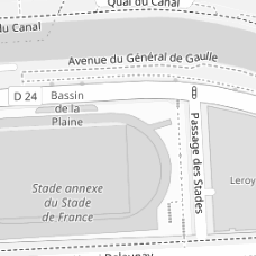 Quai du Canal
du Canal
Avenue du Général de Gaulle
D 24
Bassin
de la
Plaine
Passage des Stades
Stade annexe
du Stade
de France
Leroy